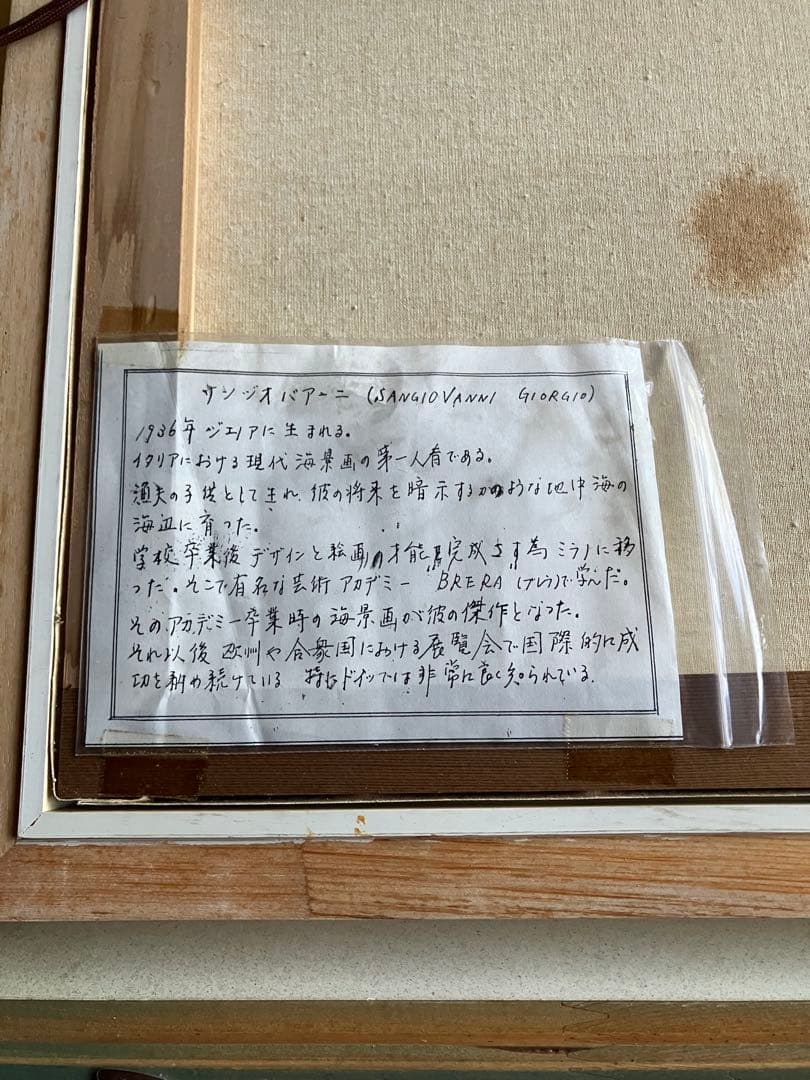 サンジオバアーニ (SANGIOVANNI GIORGIO)
1936年 ジエリアに生まれる。
イタリアにおける現代海景画の第一人者である。
漁夫の子供として生れ、彼の将来を暗示するかのような地中海の
海辺に育った。
学校卒業後デザインと絵画の才能を完成さす為ミラノに移
った。そこで有名な芸術アカデミー "BRERA (ブレラ)で学んだ。
そのアカデミー卒業時の海景画が彼の傑作となった。
それ以後欧州や合衆国における展覧会で国際的に成
功を納め続けている 特にドイツでは非常に良く知られている.